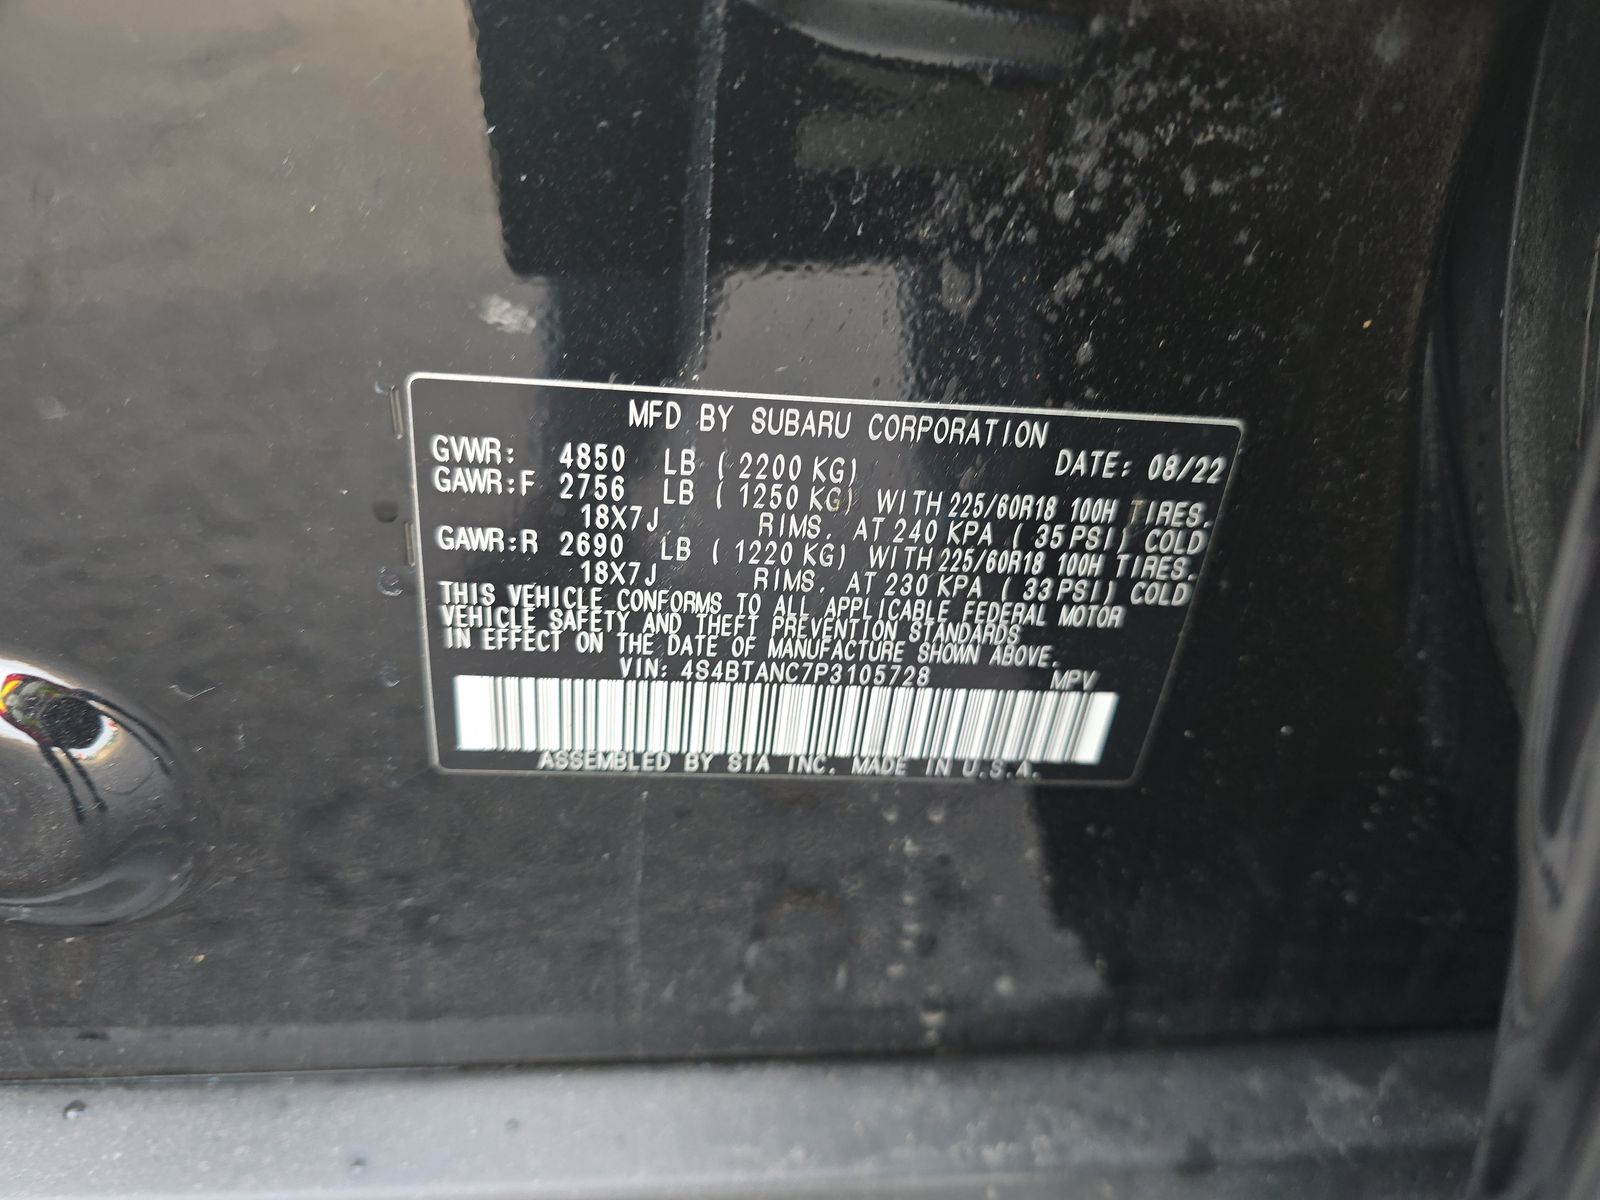 MFD BY SUBARU CORPORATION
GVWR: 4850 LB ( 2200 KG) DATE: 08/22
GAWR:F 2756 LB ( 1250 KG) WITH 225/60R18 100H TIRES.
18X7J RIMS. AT 240 KPA ( 35 PSI) COLD
GAWR:R 2690 LB ( 1220 KG) WITH 225/60R18 100H TIRES.
18X7J RIMS. AT 230 KPA ( 33 PSI) COLD
THIS VEHICLE CONFORMS TO ALL APPLICABLE FEDERAL MOTOR
VEHICLE SAFETY AND THEFT PREVENTION STANDARDS
IN EFFECT ON THE DATE OF MANUFACTURE SHOWN ABOVE.
VIN: 4S4BTANC7P3105728 MPV
ASSEMBLED BY SIA INC. MADE IN U.S.A.